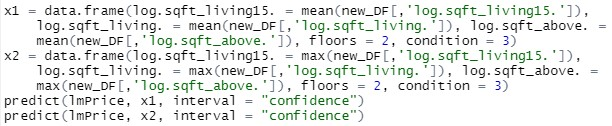 x1 = data.frame(log.sqft_living15. = mean(new_DF[,'log.sqft_living15.']),
log.sqft_living. = mean(new_DF[,'log.sqft_living.']), log.sqft_above. =
mean(new_DF[,'log.sqft_above.']), floors = 2, condition = 3)
x2 = data.frame(log.sqft_living15. = max(new_DF[,'log.sqft_living15.']),
log.sqft_living. = max(new_DF[,'log.sqft_living.']), log.sqft_above. =
max(new_DF[,'log.sqft_above.']), floors = 2, condition = 3)
predict(lmPrice, x1, interval = "confidence")
predict(lmPrice, x2, interval = "confidence")